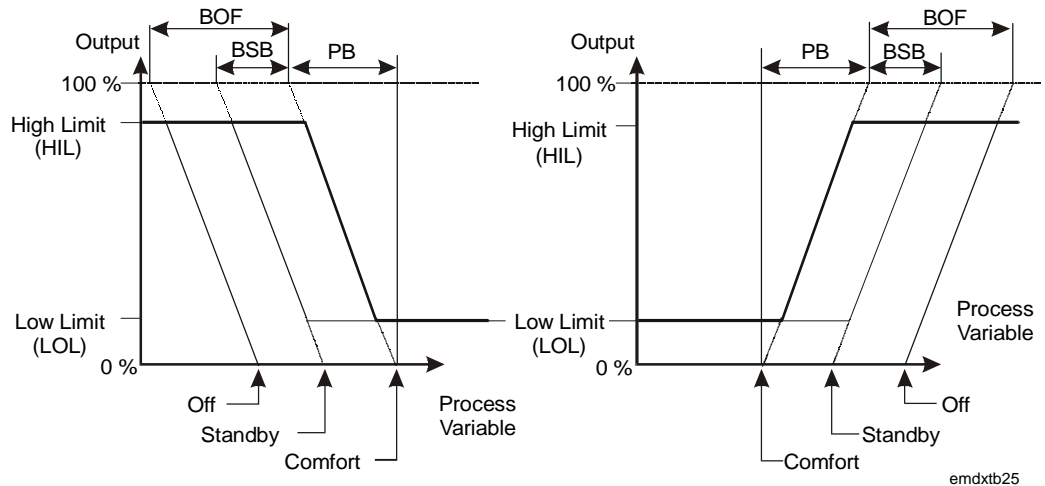 BOF
Output
BSB
PB
100 %
High Limit
(HIL)
Low Limit
(LOL)
0 %
Off
Standby
Comfort
Process
Variable
BOF
Output
PB
BSB
100 %
High Limit
(HIL)
Low Limit
(LOL)
0 %
Process
Variable
Off
Standby
Comfort
emdxtb25